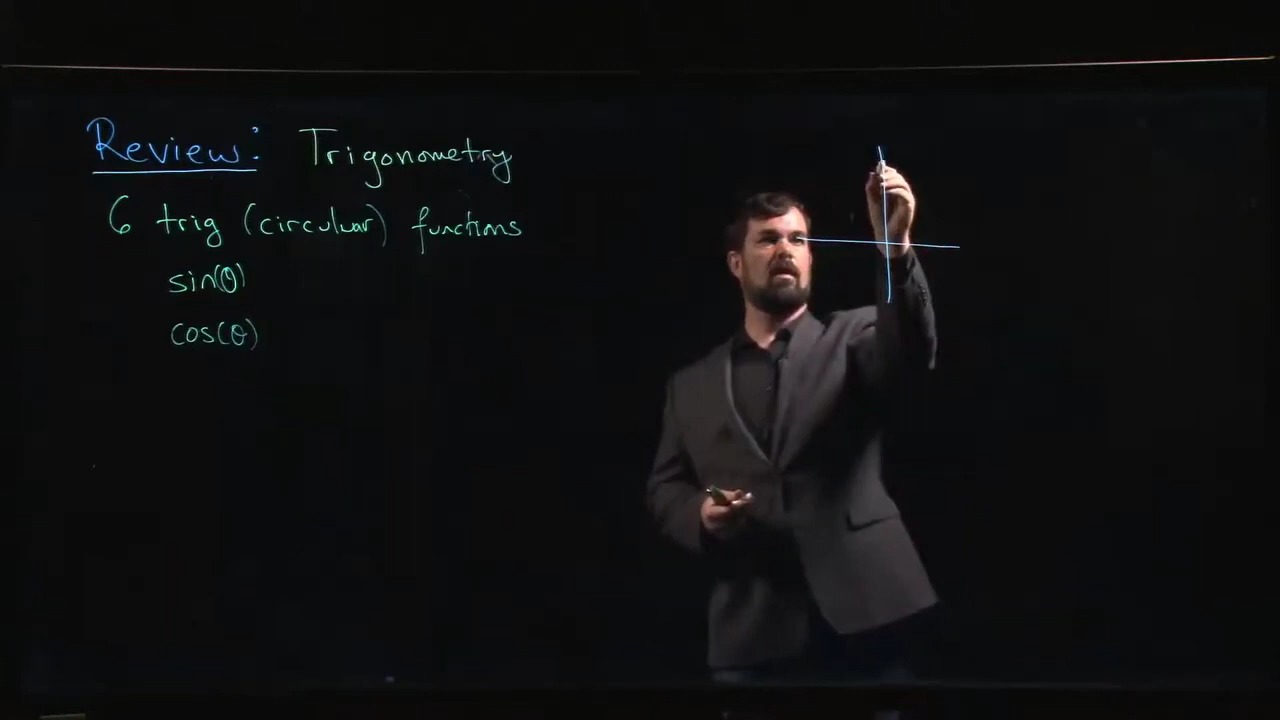 Review: Trigonometry
6 trig (circular) functions
sin(θ)
cos(θ)